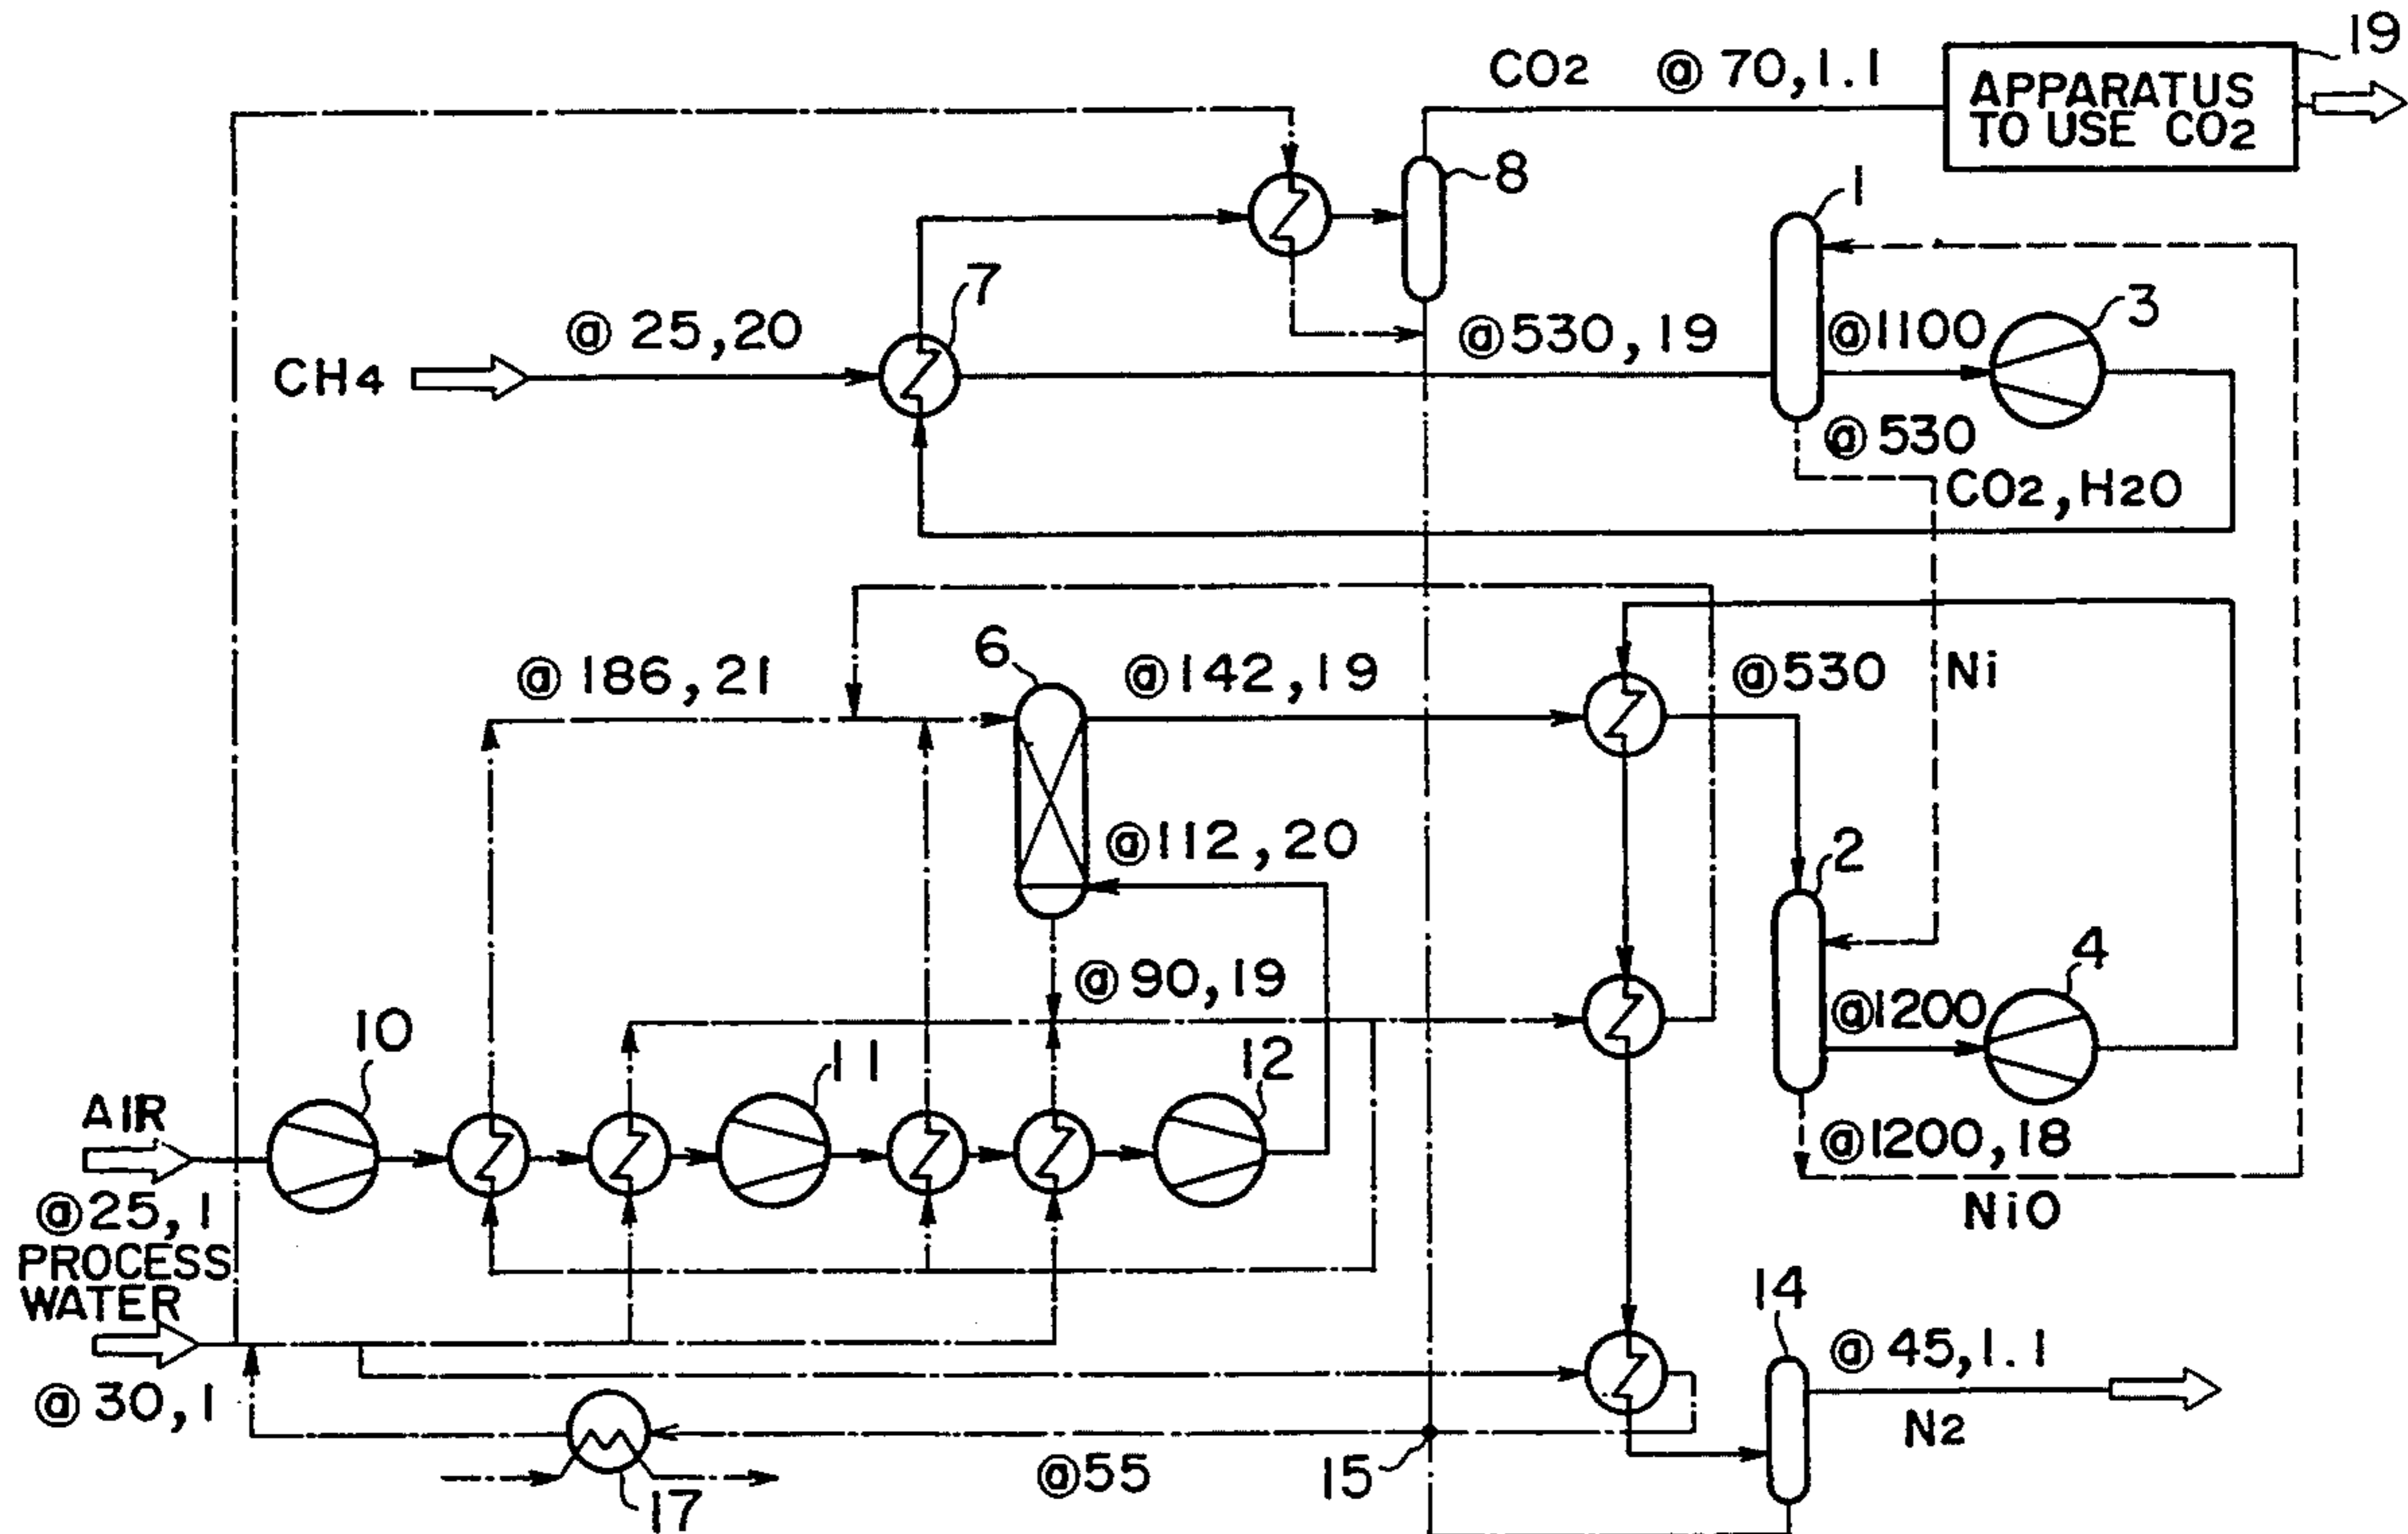 19
CO2 @ 70,1.1
APPARATUS
TO USE CO2
8
1
7
3
@ 25,20
@530,19
@1100
CH4
@530
CO2,H2O
6
@186,21
@142,19
@530
Ni
@112,20
2
4
@90,19
10
11
12
@1200
AIR
@1200,18
@25,1
NiO
PROCESS
WATER
14
@ 45,1.1
@ 30,1
N2
15
@55
17